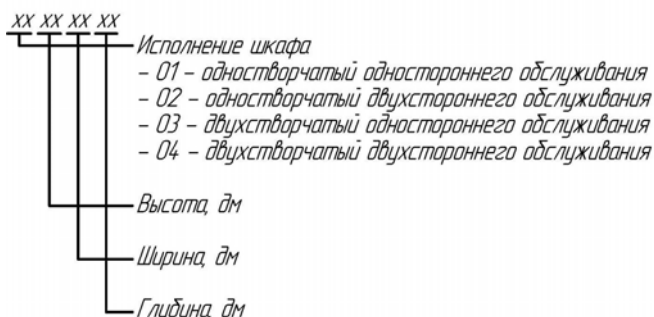 XX XX XX XX
Исполнение шкафа
- 01 - одностворчатый одностороннего обслуживания
- 02 - одностворчатый двухстороннего обслуживания
- 03 - двухстворчатый одностороннего обслуживания
- 04 - двухстворчатый двухстороннего обслуживания
Высота, дм
Ширина, дм
Глубина, дм